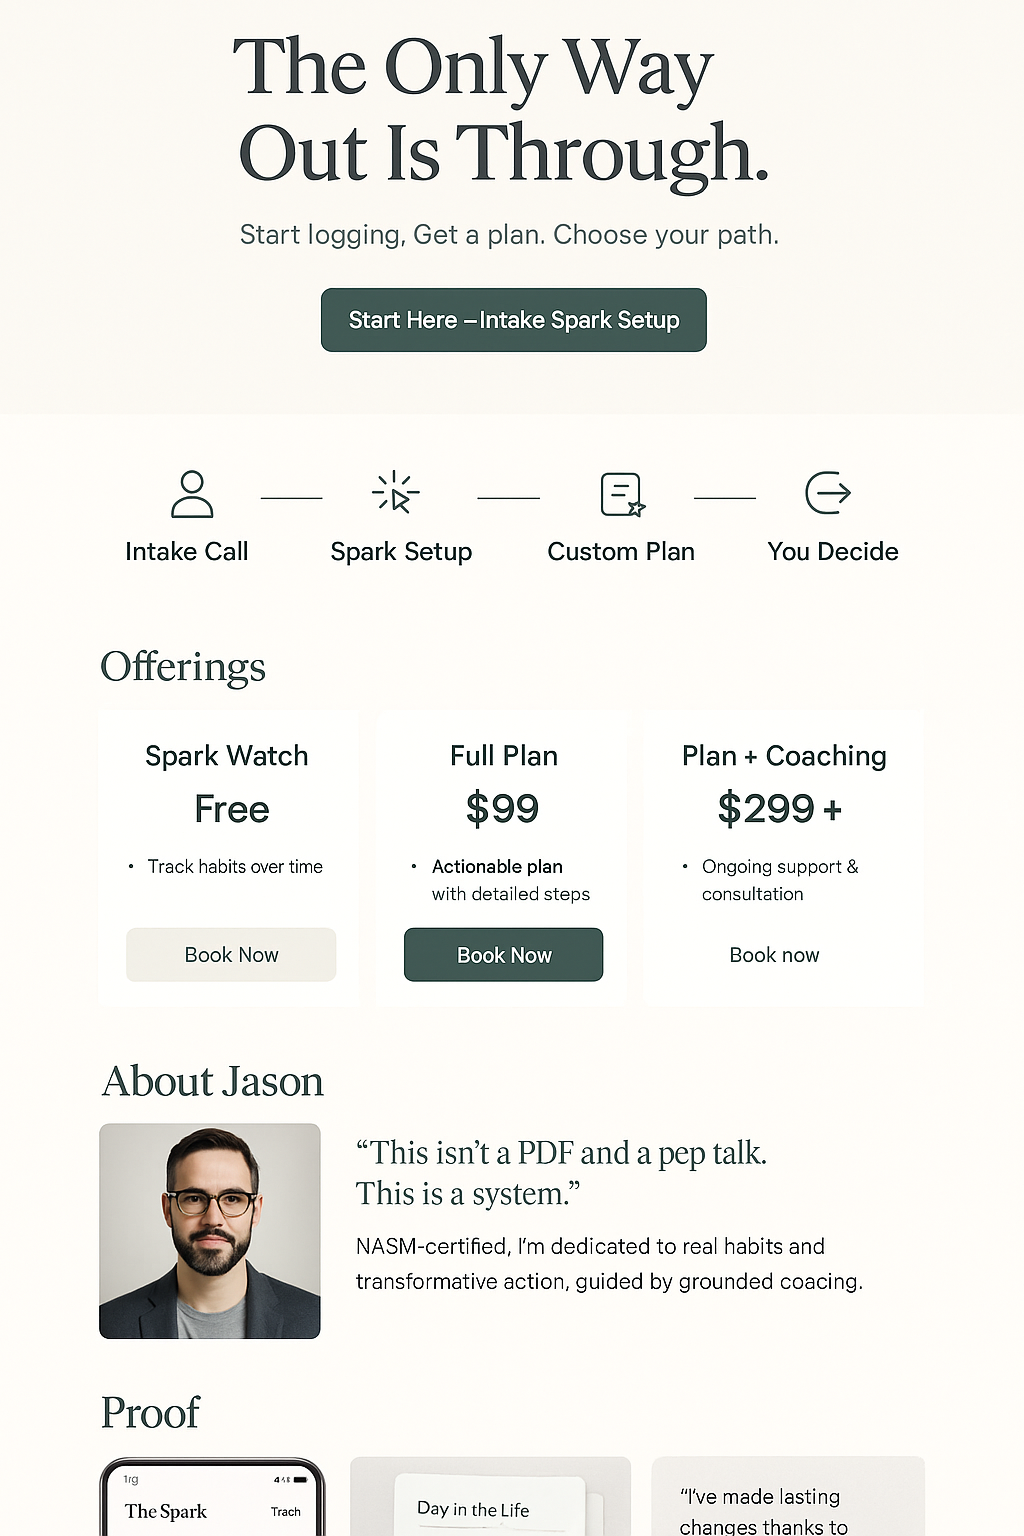 The Only Way
Out Is Through.
Start logging, Get a plan. Choose your path.
Start Here –Intake Spark Setup
Intake Call
Spark Setup
Custom Plan
You Decide
Offerings
Spark Watch
Free
• Track habits over time
Book Now
Full Plan
$99
• Actionable plan
with detailed steps
Book Now
Plan + Coaching
$299 +
• Ongoing support &
consultation
Book now
About Jason
“This isn’t a PDF and a pep talk.
This is a system.”
NASM-certified, I’m dedicated to real habits and
transformative action, guided by grounded coacing.
Proof
1rg
The Spark
Trach
Day in the Life
“I’ve made lasting
changes thanks to